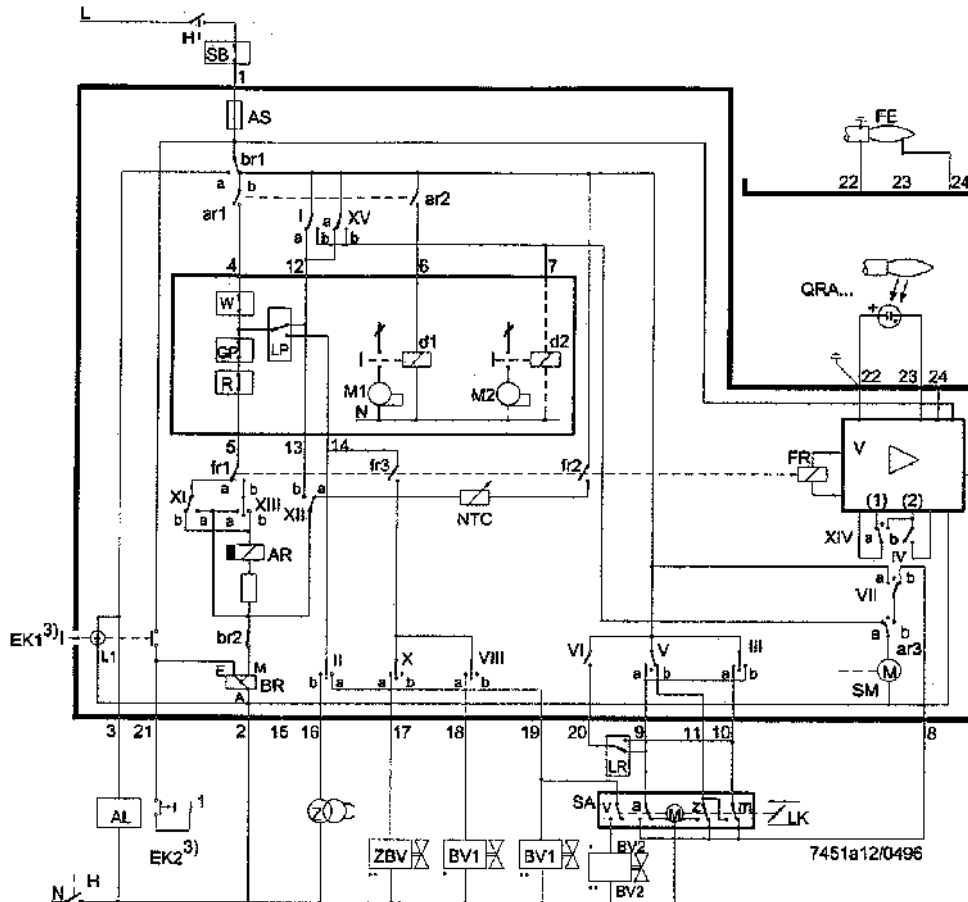 L
H
SB
1
AS
FE
br1
a b
22 23 24
ar1
ar2
I a XV
a b b
4 12 6 7
W
QRA...
+
LP
GP
d1 d2
R
M1 M2
N
22 23 24
V
5 13 14
fr1 fr3 fr2 FR
XI a b b a
b a a XIII XII
NTC
(1) (2)
XIV a b
IV
AR
a b
VII
br2
EK1 3)
L1
a b
ar3
VI V III
II X VIII
E M
BR
A
b a a b a b
a b a b
M
SM
3 21 2 15 16 17 18 19 20 9 11 10 8
LR
SA
v a M z m
LK
AL
1
Z
EK2 3)
ZBV BV1 BV1 BV2
BV2
7451a12/0496
N H